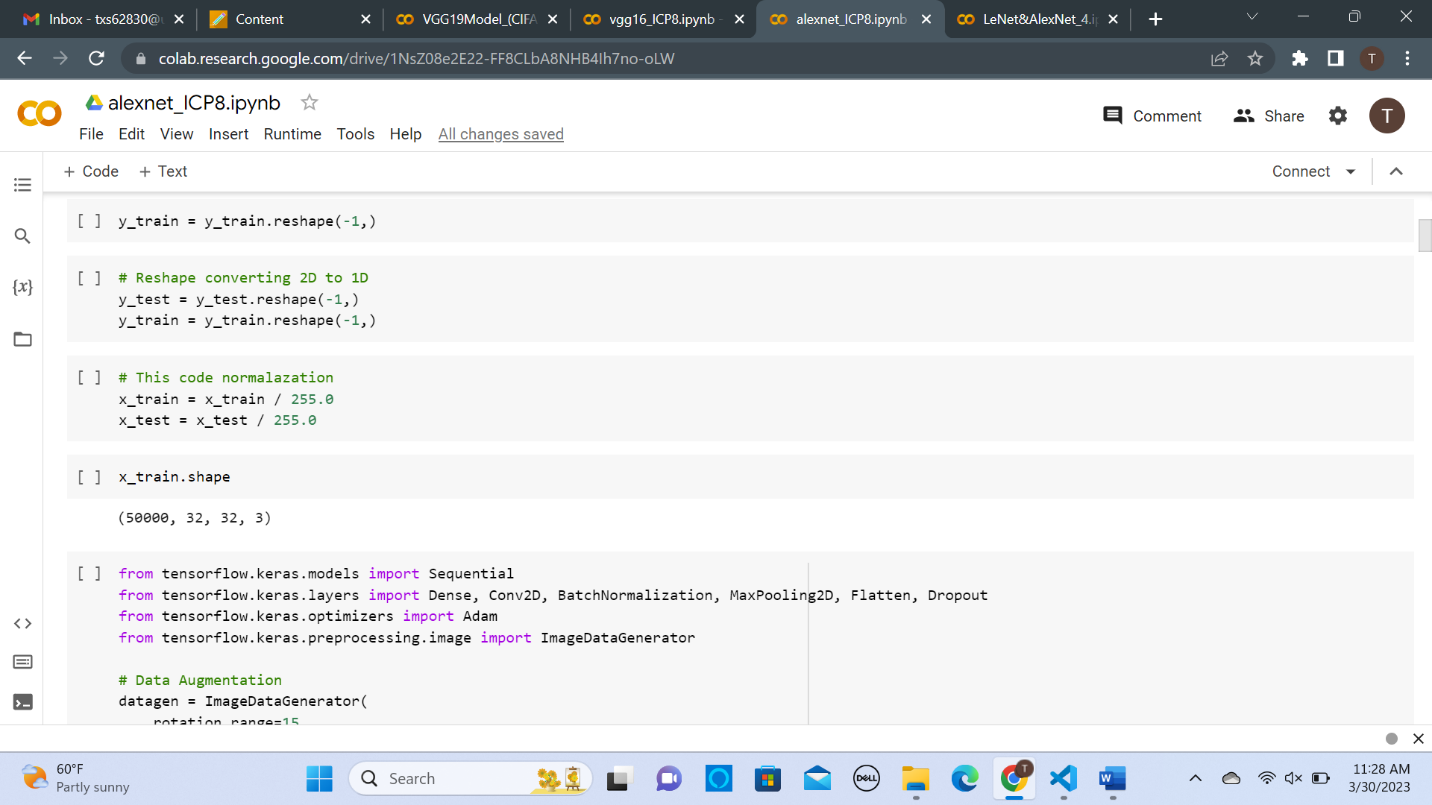 Inbox - txs62830@
Content
VGG19Model_(CIFA
vgg16_ICP8.ipynb -
alexnet_ICP8.ipynb
LeNet&AlexNet_4.i
colab.research.google.com/drive/1NsZ08e2E22-FF8CLbA8NHB4Ih7no-oLW
T
alexnet_ICP8.ipynb
File Edit View Insert Runtime Tools Help All changes saved
Comment Share T
+ Code + Text
Connect
[ ] y_train = y_train.reshape(-1,)
[ ] # Reshape converting 2D to 1D
y_test = y_test.reshape(-1,)
y_train = y_train.reshape(-1,)
{x}
[ ] # This code normalazation
x_train = x_train / 255.0
x_test = x_test / 255.0
[ ] x_train.shape
(50000, 32, 32, 3)
[ ] from tensorflow.keras.models import Sequential
from tensorflow.keras.layers import Dense, Conv2D, BatchNormalization, MaxPooling2D, Flatten, Dropout
from tensorflow.keras.optimizers import Adam
from tensorflow.keras.preprocessing.image import ImageDataGenerator
# Data Augmentation
datagen = ImageDataGenerator(
rotation_range=15,
60°F
Partly sunny
Search
DELL
T
W
11:28 AM
3/30/2023